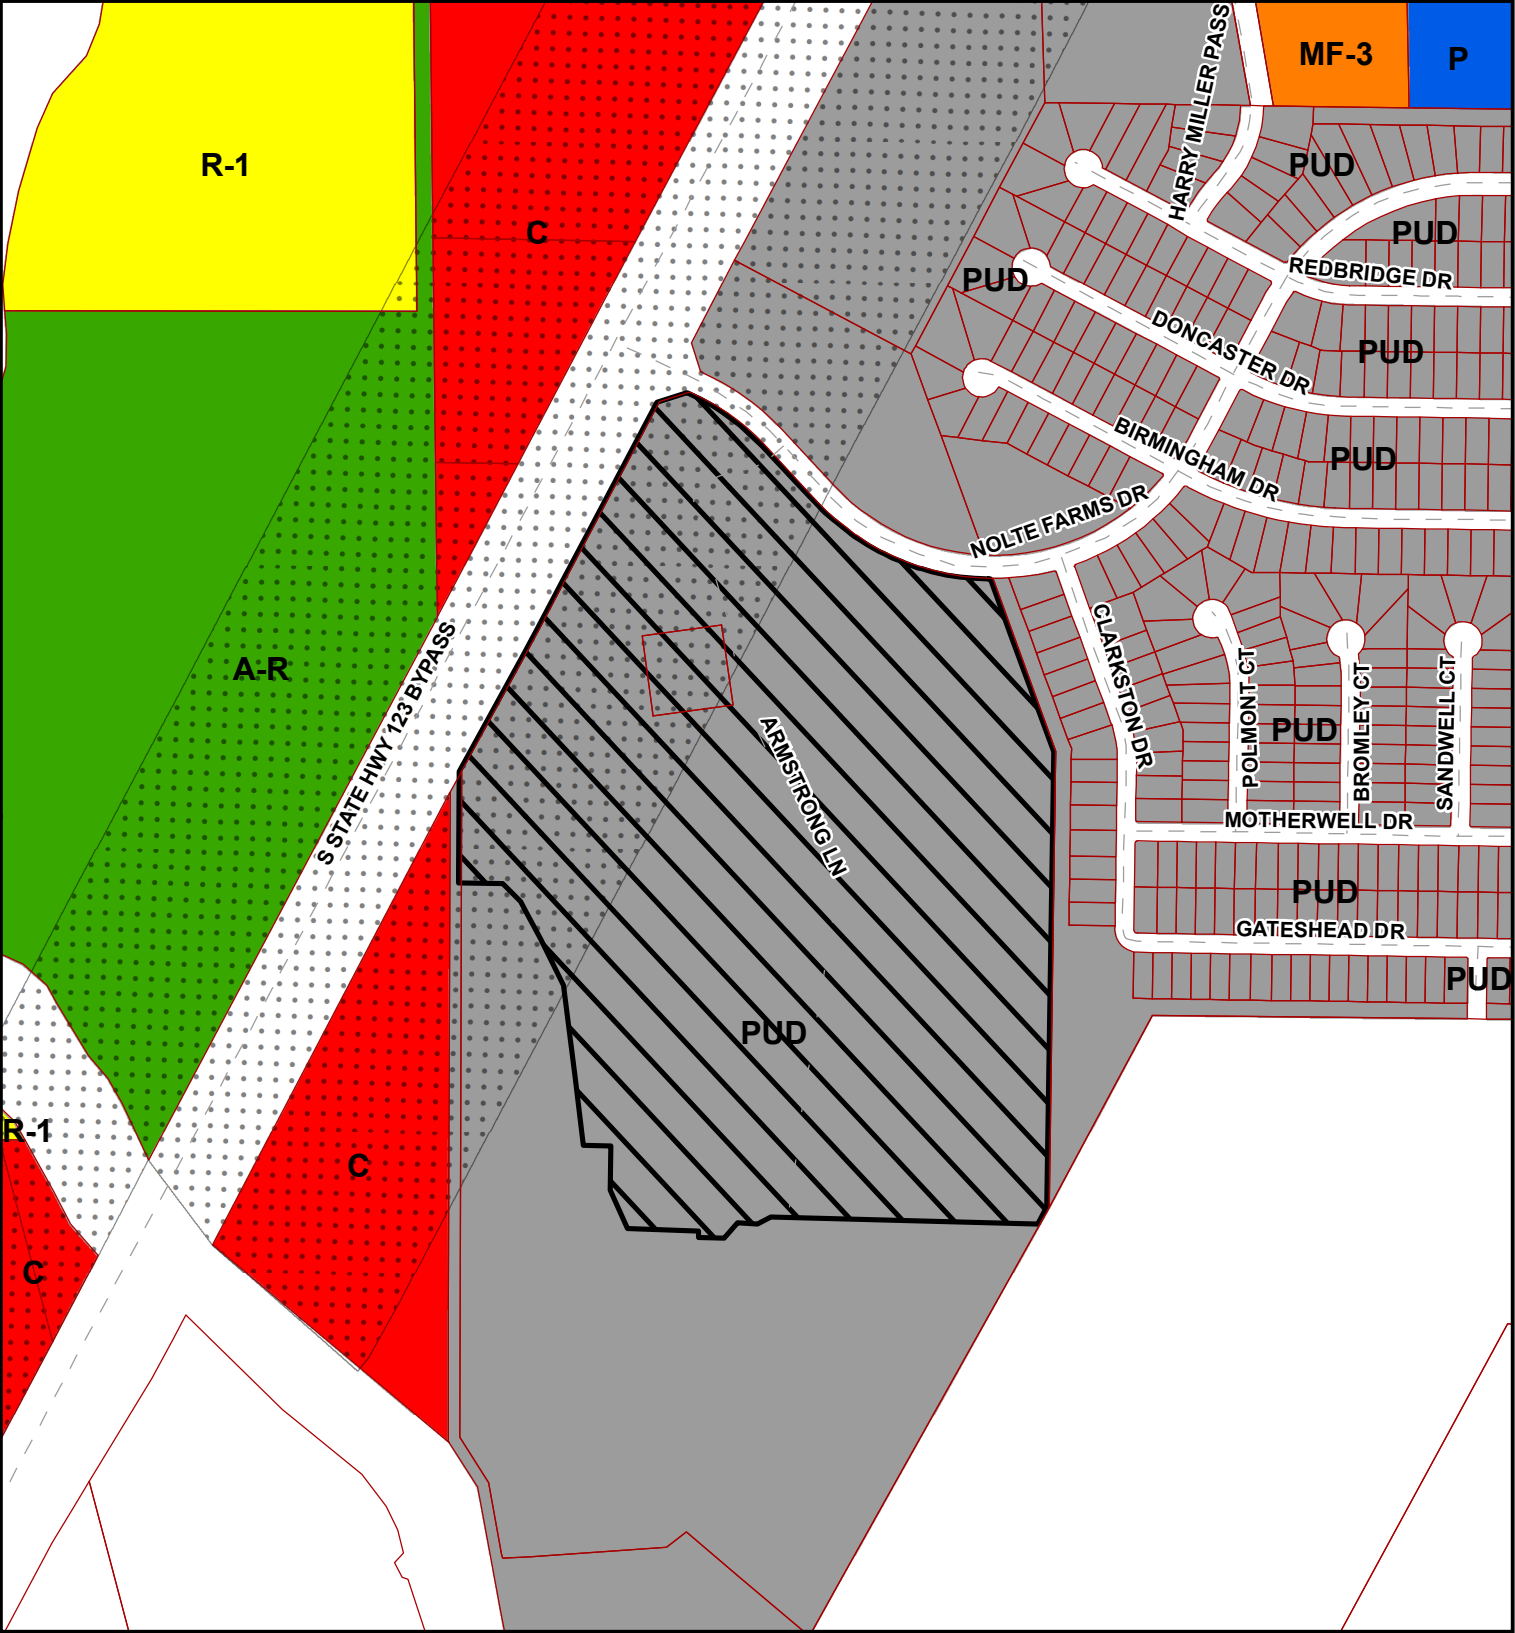 MF-3
P
HARRY MILLER PASS
R-1
PUD
C
PUD
REDBRIDGE DR
PUD
DONCASTER DR
PUD
BIRMINGHAM DR
PUD
NOLTE FARMS DR
CLARKSTON DR
A-R
S STATE HWY 123 BYPASS
POLMONT CT
BROMLEY CT
SANDWELL CT
PUD
ARMSTRONG LN
MOTHERWELL DR
PUD
GATESHEAD DR
PUD
PUD
R-1
C
C